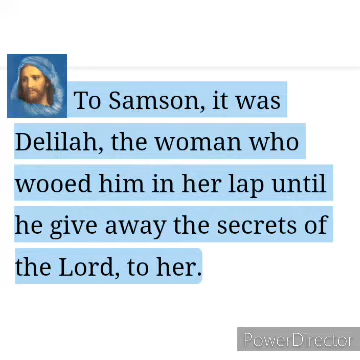 To Samson, it was
Delilah, the woman who
wooed him in her lap until
he give away the secrets of
the Lord, to her.
PowerDirector